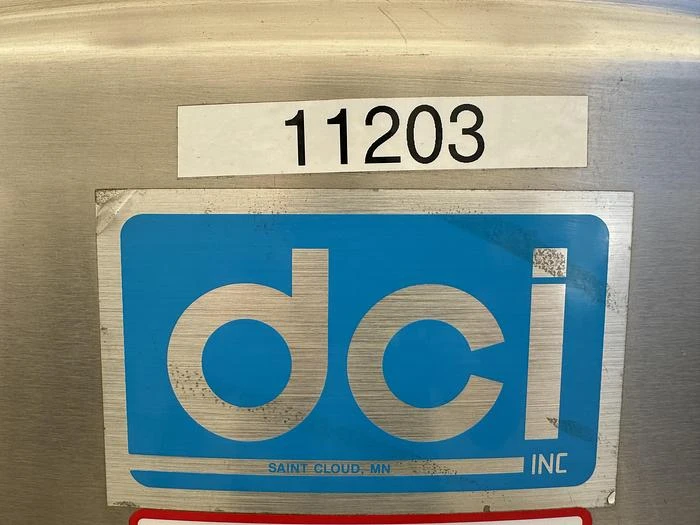 11203
dci
SAINT CLOUD, MN
INC